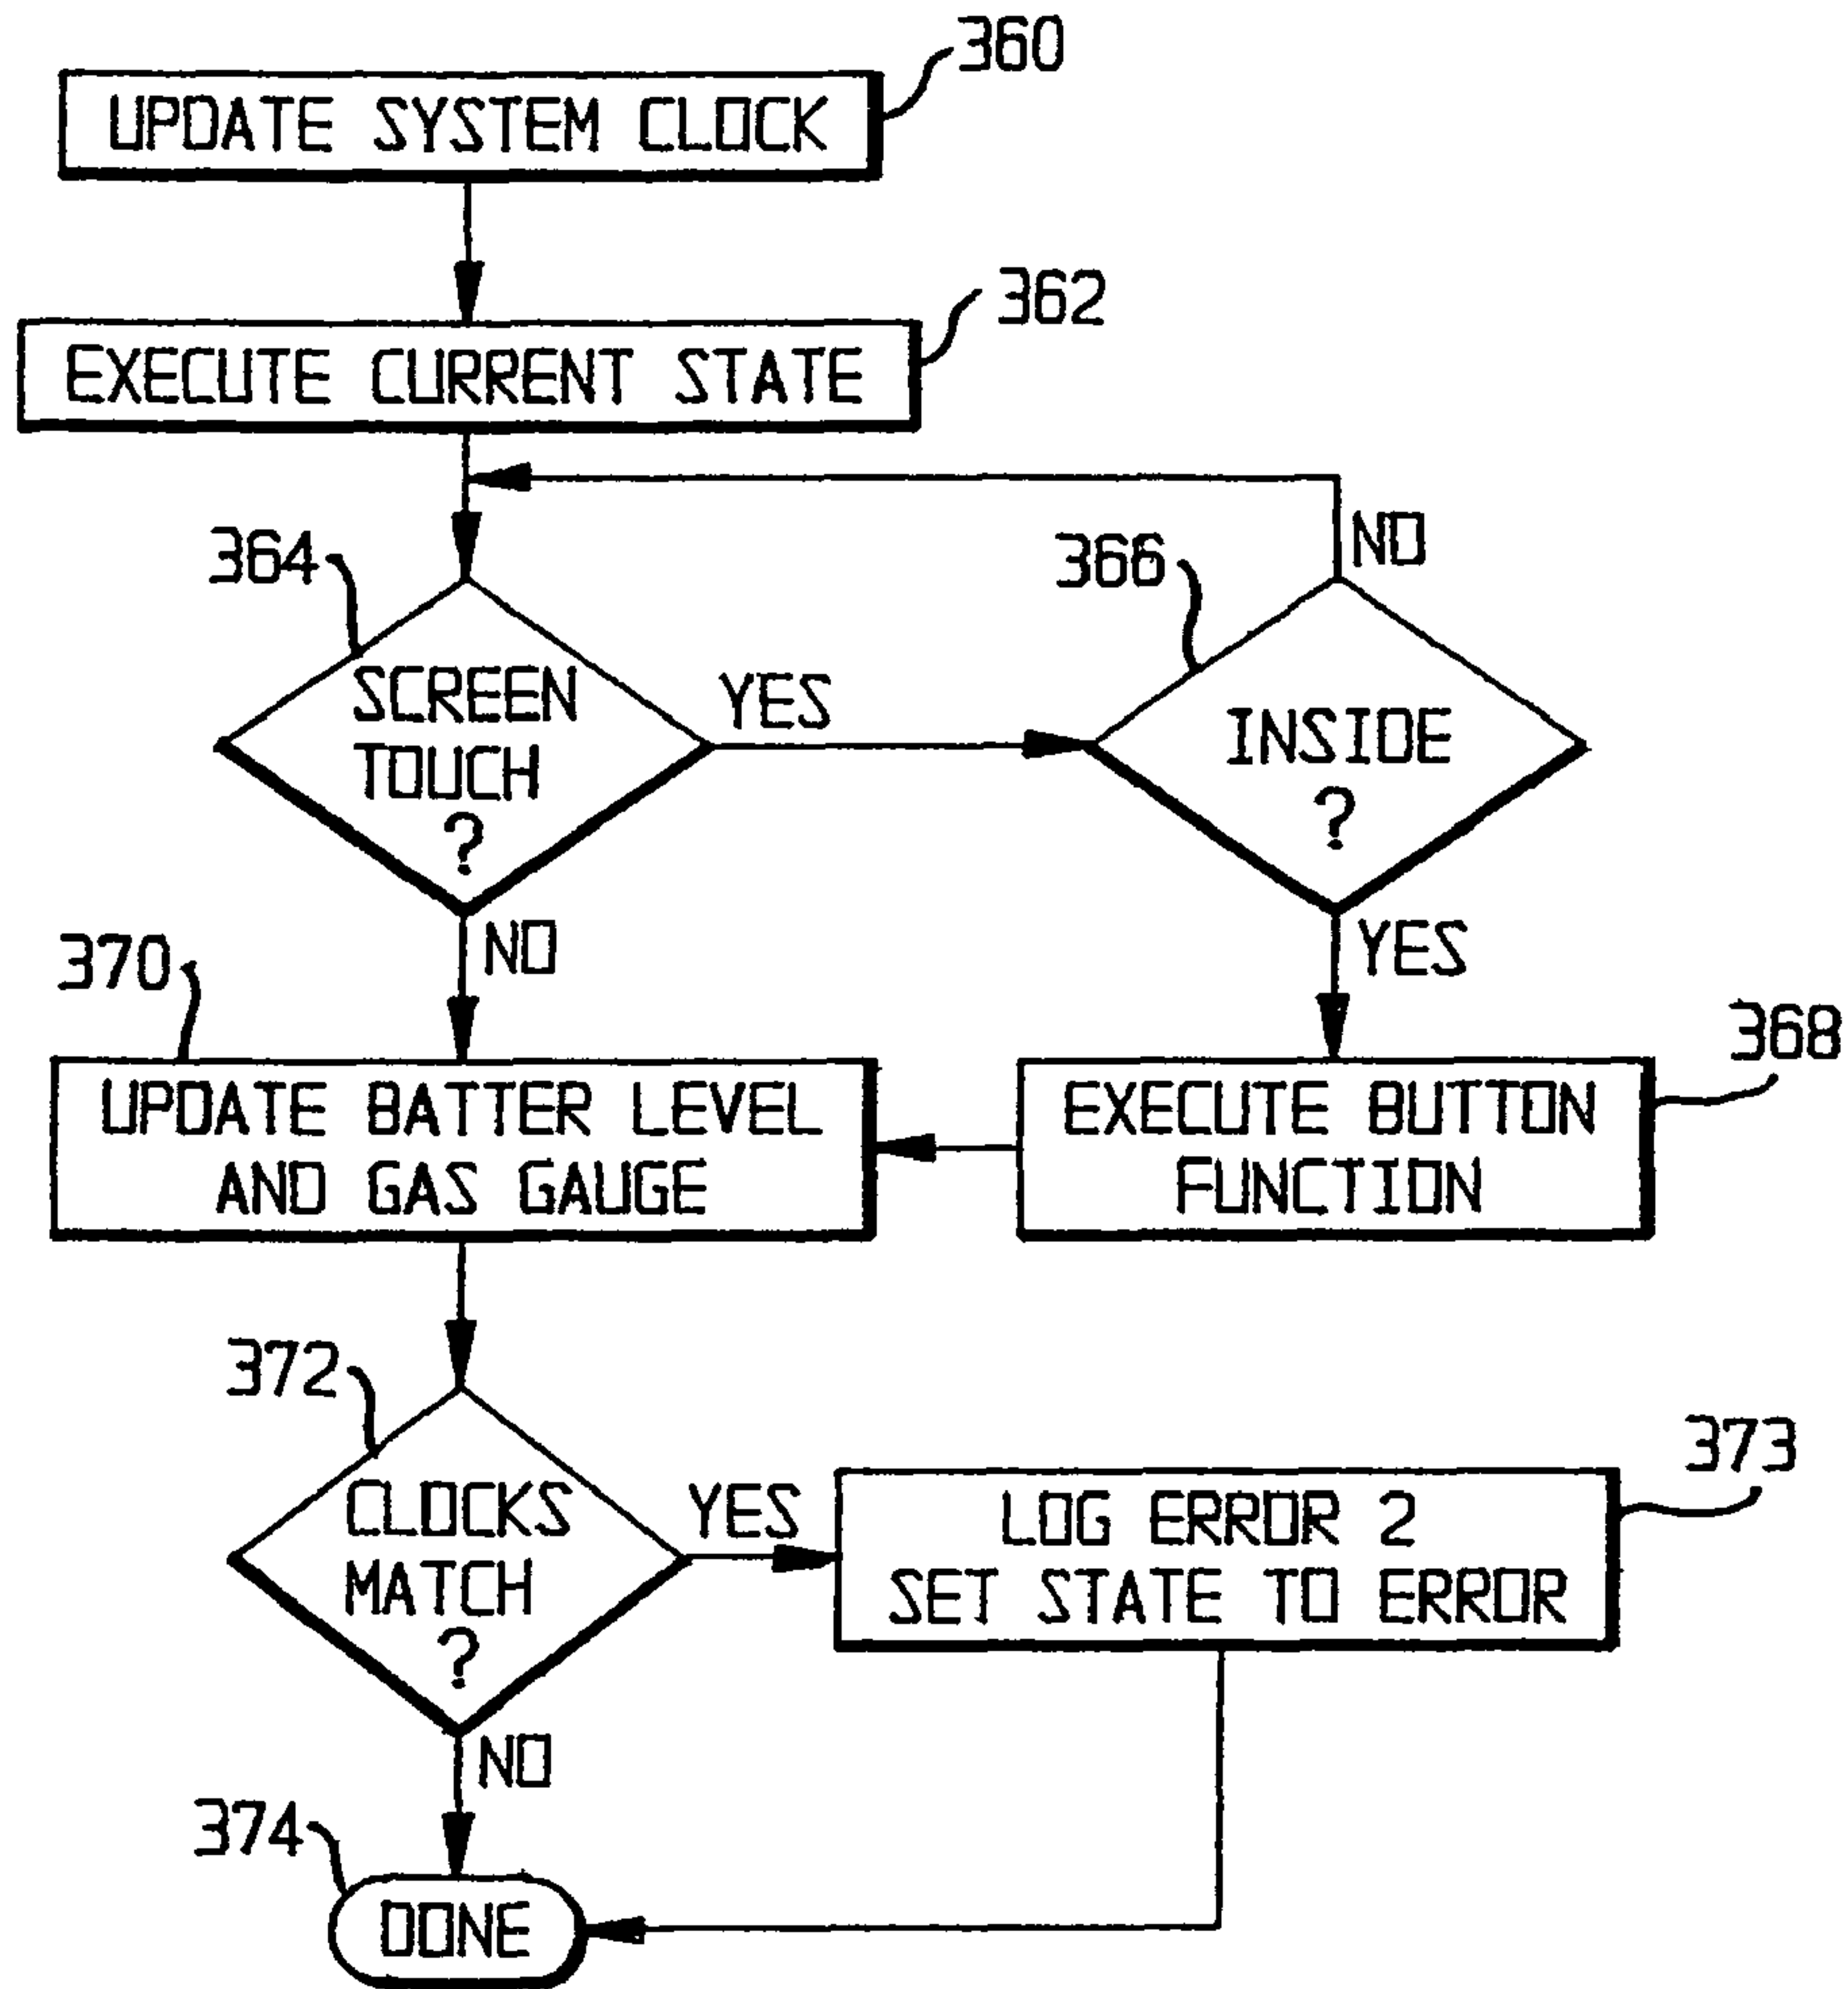 360
UPDATE SYSTEM CLOCK
362
EXECUTE CURRENT STATE
NO
364
366
SCREEN
TOUCH
?
YES
INSIDE
?
NO
YES
370
368
UPDATE BATTER LEVEL
AND GAS GAUGE
EXECUTE BUTTON
FUNCTION
372
373
CLOCKS
MATCH
?
YES
LOG ERROR 2
SET STATE TO ERROR
NO
374
DONE